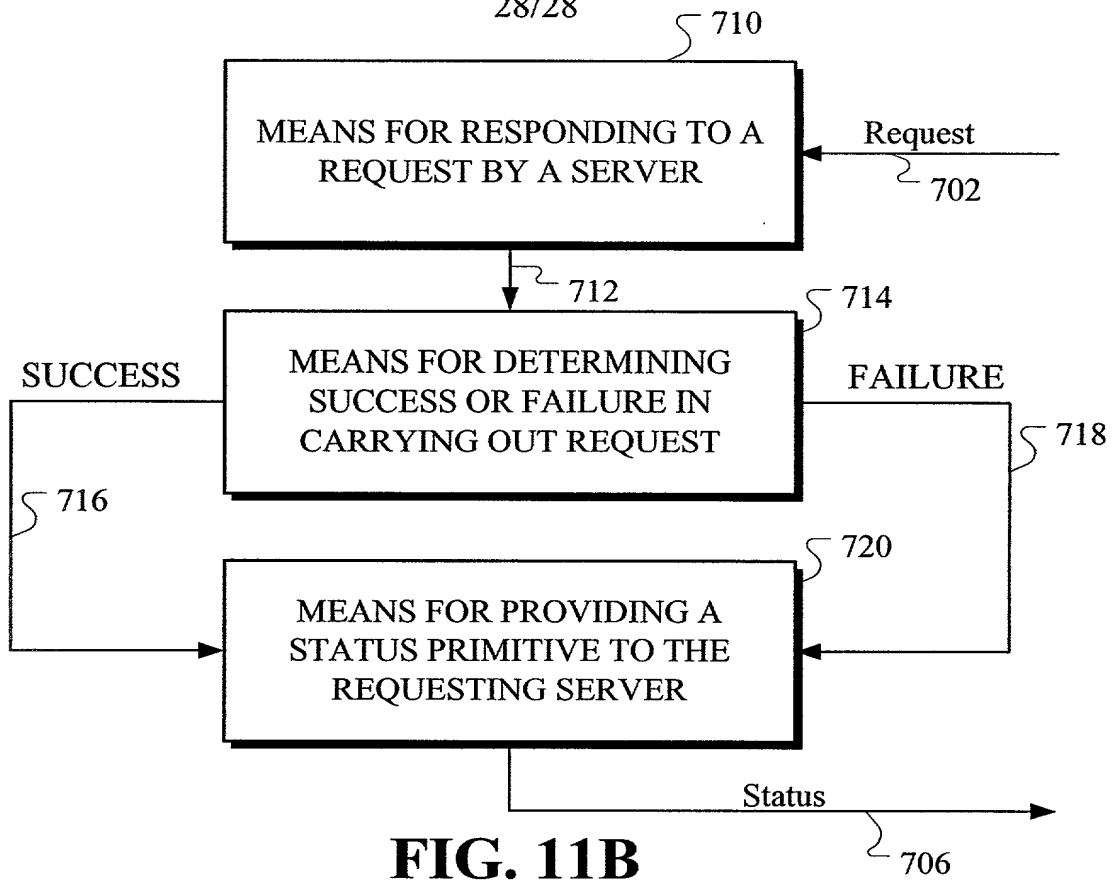 28/28
710
MEANS FOR RESPONDING TO A
REQUEST BY A SERVER
Request
702
712
714
MEANS FOR DETERMINING
SUCCESS OR FAILURE IN
CARRYING OUT REQUEST
SUCCESS
FAILURE
716
718
720
MEANS FOR PROVIDING A
STATUS PRIMITIVE TO THE
REQUESTING SERVER
Status
706
FIG. 11B